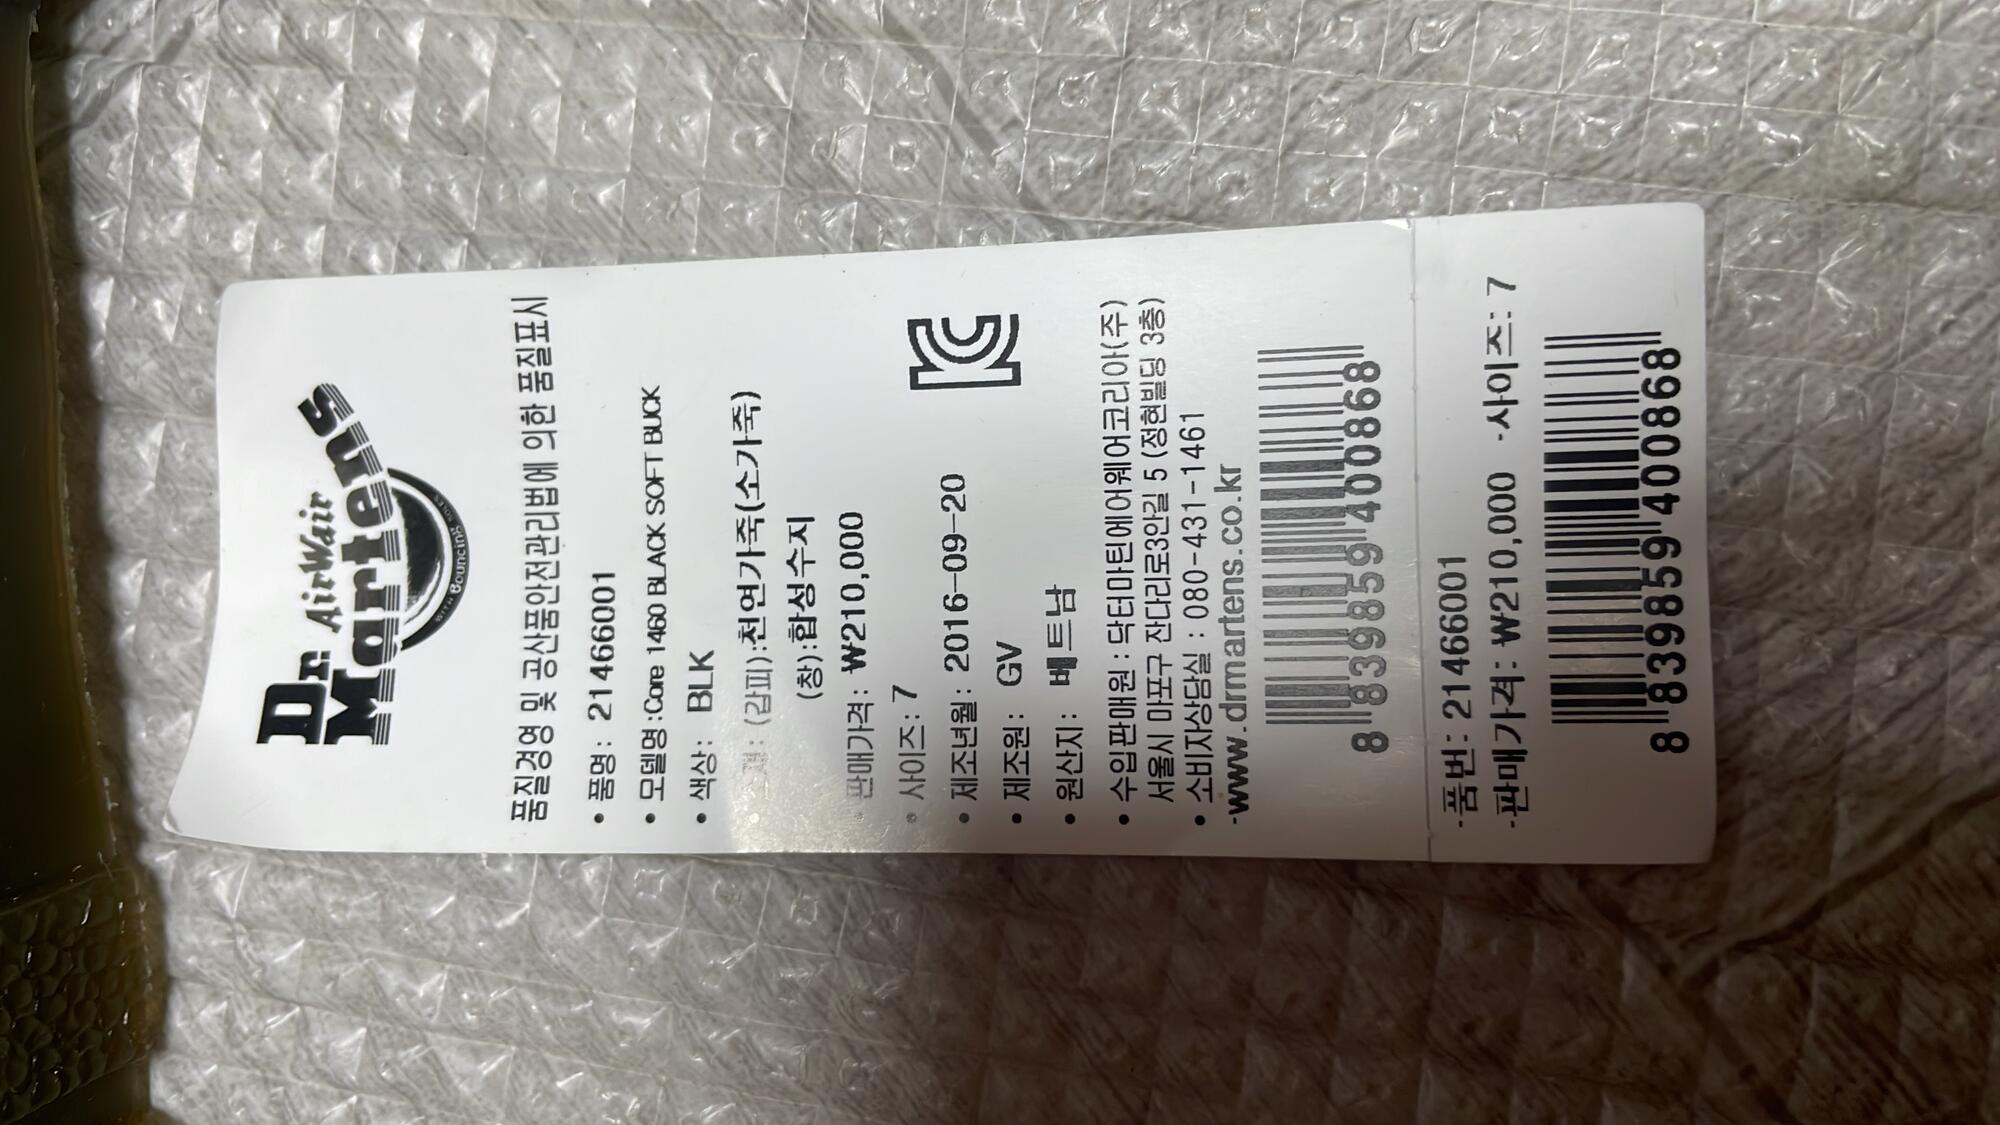 Dr. AirWair
Martens
WITH Bouncing SOLES
품질경영 및 공산품안전관리법에 의한 품질표시
• 품명: 21466001
• 모델명:Core 1460 BLACK SOFT BUCK
• 색상: BLK
• 소재: (갑피):천연가죽(소가죽)
(창):합성수지
• 판매가격: ₩210,000
• 사이즈: 7
• 제조년월: 2016-09-20
• 제조원: GV
• 원산지: 베트남
• 수입판매원:닥터마틴에어웨어코리아(주)
서울시 마포구 잔다리로3안길 5 (정현빌딩 3층)
• 소비자상담실 : 080-431-1461
-www.drmartens.co.kr
8 839859 400868
-품번: 21466001
-판매가격: ₩210,000 -사이즈: 7
8 839859 400868